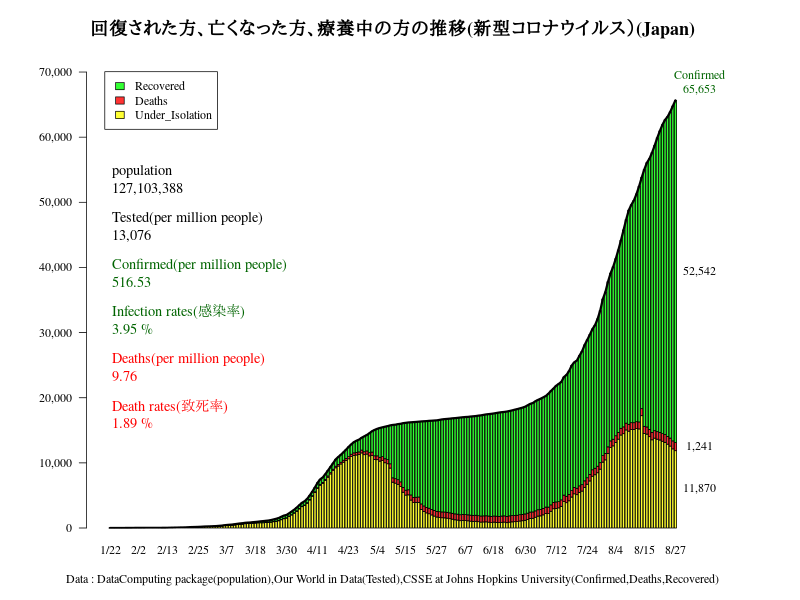 回復された方、亡くなった方、療養中の方の推移(新型コロナウイルス)(Japan)
Confirmed
65,653
70,000
60,000
50,000
40,000
30,000
20,000
10,000
0
Recovered
Deaths
Under_Isolation
population
127,103,388
Tested(per million people)
13,076
Confirmed(per million people)
516.53
Infection rates(感染率)
3.95 %
Deaths(per million people)
9.76
Death rates(致死率)
1.89 %
52,542
1,241
11,870
1/22 2/2 2/13 2/25 3/7 3/18 3/30 4/11 4/23 5/4 5/15 5/27 6/7 6/18 6/30 7/12 7/24 8/4 8/15 8/27
Data : DataComputing package(population),Our World in Data(Tested),CSSE at Johns Hopkins University(Confirmed,Deaths,Recovered)